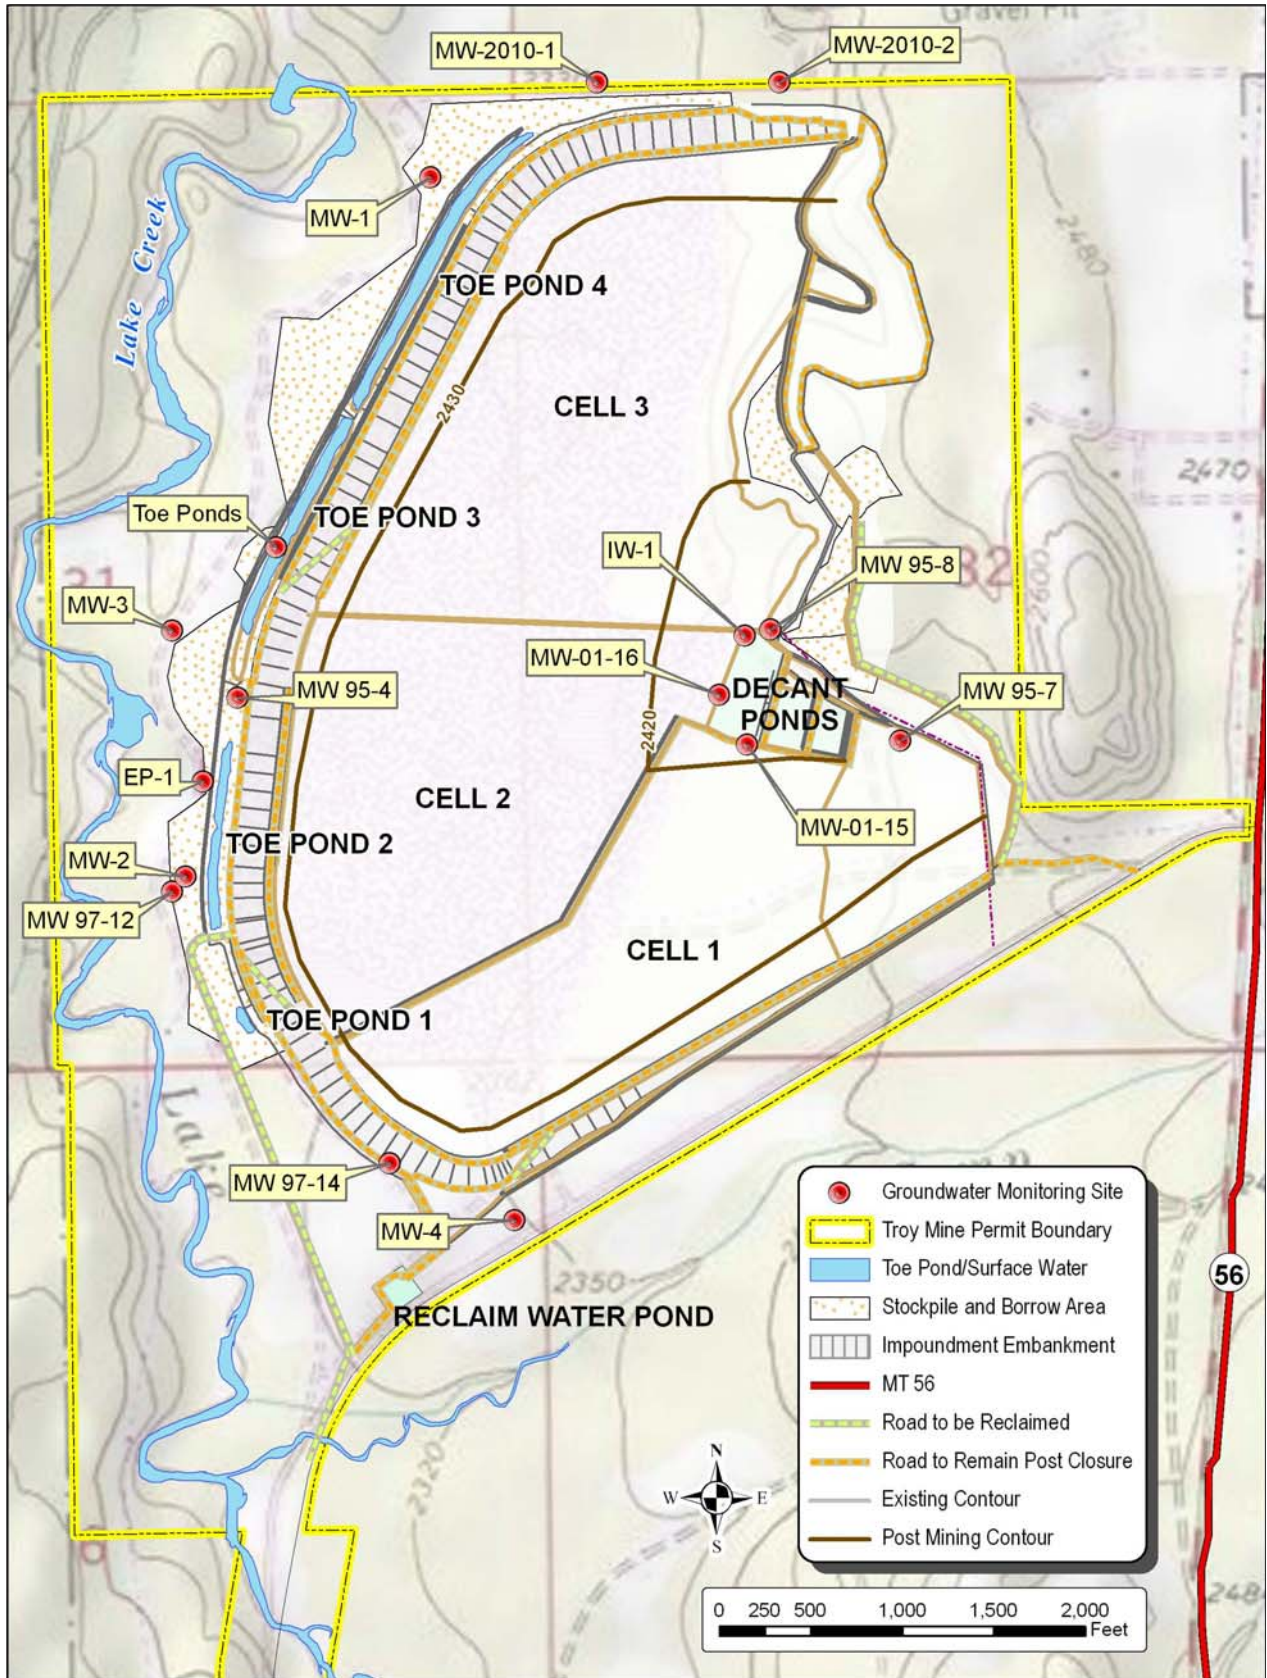 Gravel Pit
MW-2010-1
MW-2010-2
MW-1
Lake Creek
2480
TOE POND 4
2430
CELL 3
2470
Toe Ponds
TOE POND 3
IW-1
MW 95-8
31
32
2600
MW-3
MW-01-16
MW 95-4
DECANT
PONDS
MW 95-7
2420
EP-1
CELL 2
MW-01-15
TOE POND 2
MW-2
MW 97-12
CELL 1
TOE POND 1
Lake
MW 97-14
MW-4
2350
RECLAIM WATER POND
2320
6
Groundwater Monitoring Site
Troy Mine Permit Boundary
Toe Pond/Surface Water
Stockpile and Borrow Area
Impoundment Embankment
MT 56
Road to be Reclaimed
Road to Remain Post Closure
Existing Contour
Post Mining Contour
56
N
W E
S
0 250 500 1,000 1,500 2,000
Feet